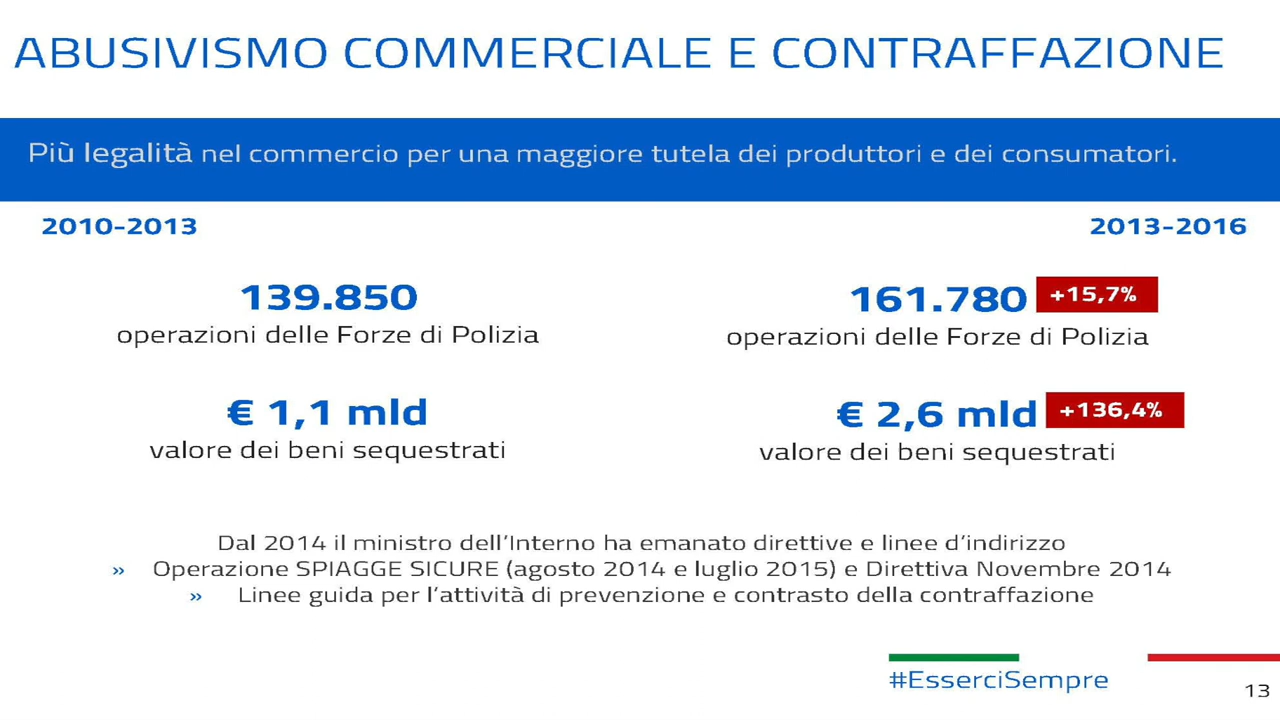 ABUSIVISMO COMMERCIALE E CONTRAFFAZIONE
Più legalità nel commercio per una maggiore tutela dei produttori e dei consumatori.
2010-2013
139.850
operazioni delle Forze di Polizia
€ 1,1 mld
valore dei beni sequestrati
2013-2016
161.780 +15,7%
operazioni delle Forze di Polizia
€ 2,6 mld +136,4%
valore dei beni sequestrati
Dal 2014 il ministro dell'Interno ha emanato direttive e linee d'indirizzo
» Operazione SPIAGGE SICURE (agosto 2014 e luglio 2015) e Direttiva Novembre 2014
» Linee guida per l'attività di prevenzione e contrasto della contraffazione
#EsserciSempre
13